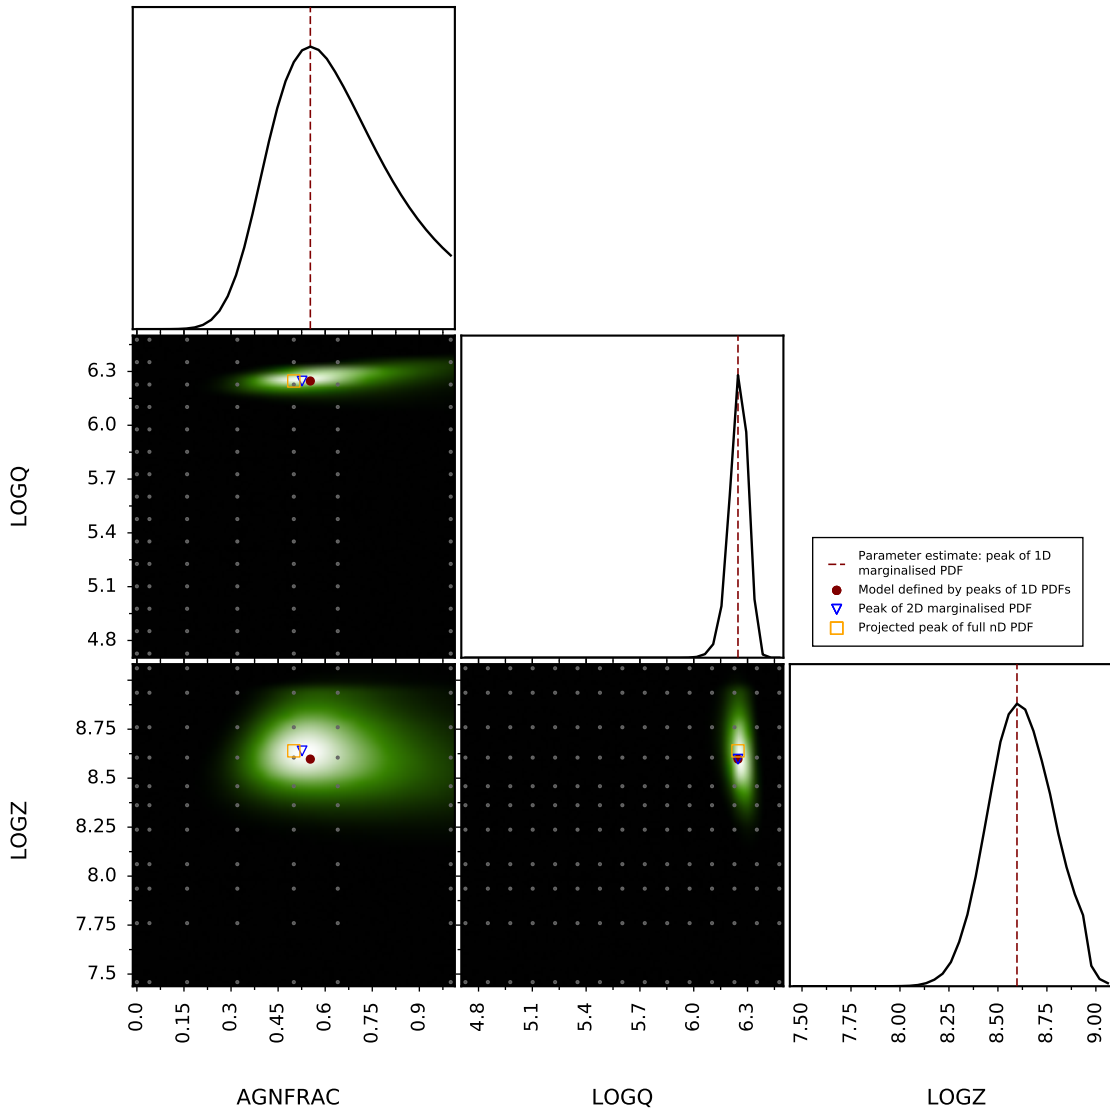 6.3
6.0
5.7
5.4
5.1
4.8
LOGQ
Parameter estimate: peak of 1D
marginalised PDF
Model defined by peaks of 1D PDFs
Peak of 2D marginalised PDF
Projected peak of full nD PDF
8.75
8.5
8.25
8.0
7.75
7.5
LOGZ
0.0 0.15 0.3 0.45 0.6 0.75 0.9
4.8 5.1 5.4 5.7 6.0 6.3
7.50 7.75 8.00 8.25 8.50 8.75 9.00
AGNFRAC LOGQ LOGZ